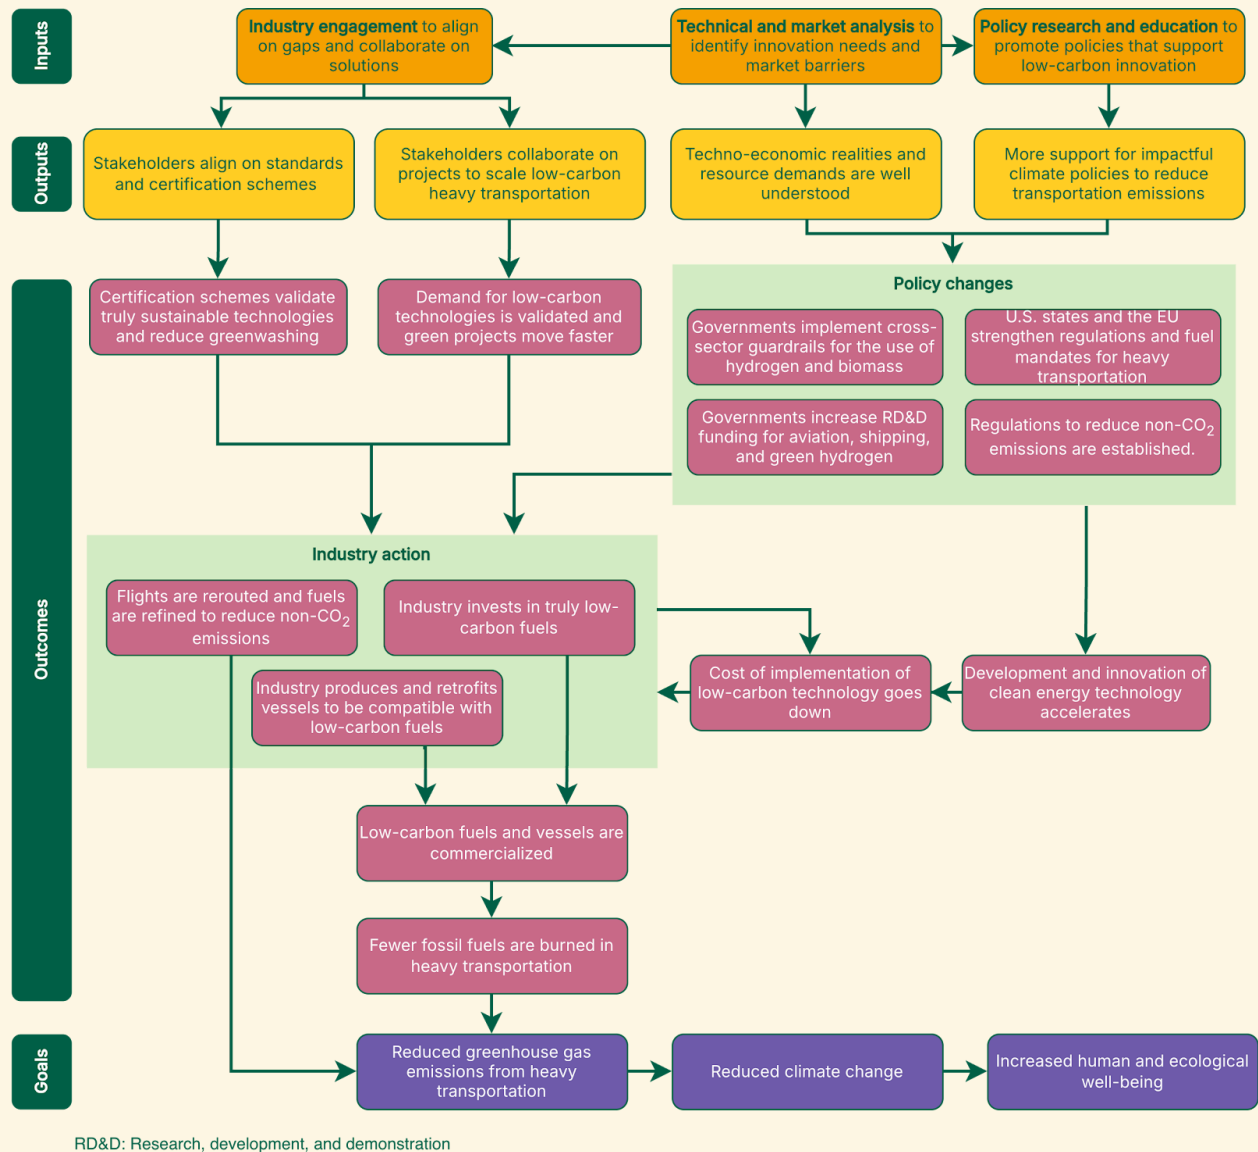 Inputs
Industry engagement to align
on gaps and collaborate on
solutions
Technical and market analysis to
identify innovation needs and
market barriers
Policy research and education to
promote policies that support
low-carbon innovation
Outputs
Stakeholders align on standards
and certification schemes
Stakeholders collaborate on
projects to scale low-carbon
heavy transportation
Techno-economic realities and
resource demands are well
understood
More support for impactful
climate policies to reduce
transportation emissions
Outcomes
Certification schemes validate
truly sustainable technologies
and reduce greenwashing
Demand for low-carbon
technologies is validated and
green projects move faster
Policy changes
Governments implement cross-
sector guardrails for the use of
hydrogen and biomass
U.S. states and the EU
strengthen regulations and fuel
mandates for heavy
transportation
Governments increase RD&D
funding for aviation, shipping,
and green hydrogen
Regulations to reduce non-CO2
emissions are established.
Industry action
Flights are rerouted and fuels
are refined to reduce non-CO2
emissions
Industry invests in truly low-
carbon fuels
Industry produces and retrofits
vessels to be compatible with
low-carbon fuels
Cost of implementation of
low-carbon technology goes
down
Development and innovation of
clean energy technology
accelerates
Low-carbon fuels and vessels are
commercialized
Fewer fossil fuels are burned in
heavy transportation
Goals
Reduced greenhouse gas
emissions from heavy
transportation
Reduced climate change
Increased human and ecological
well-being
RD&D: Research, development, and demonstration